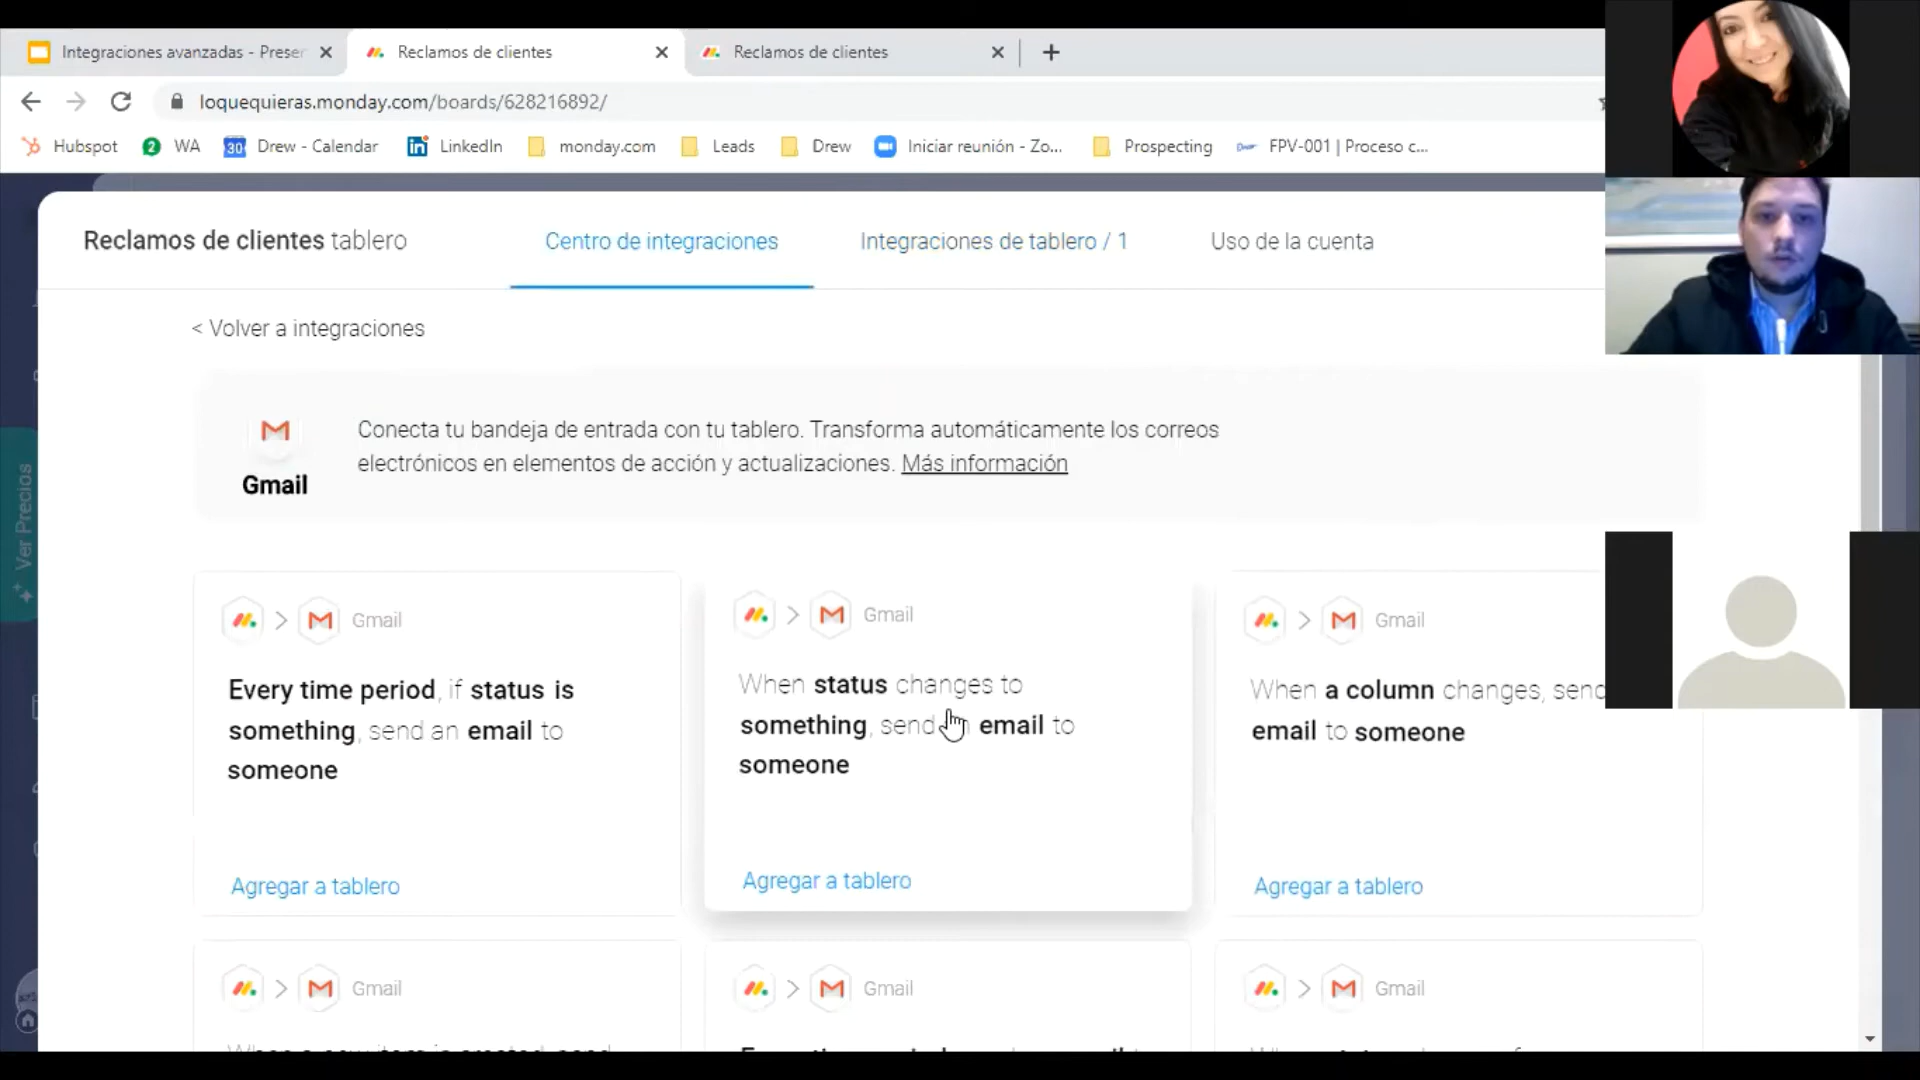 Integraciones avanzadas - Preser
Reclamos de clientes
Reclamos de clientes
loquequieras.monday.com/boards/628216892/
Hubspot
2
WA
30
Drew - Calendar
LinkedIn
monday.com
Leads
Drew
Iniciar reunión - Zo...
Prospecting
FPV-001 | Proceso c...
Reclamos de clientes tablero
Centro de integraciones
Integraciones de tablero / 1
Uso de la cuenta
< Volver a integraciones
Gmail
Conecta tu bandeja de entrada con tu tablero. Transforma automáticamente los correos
electrónicos en elementos de acción y actualizaciones. Más información
Ver Precios
Gmail
Every time period, if status is
something, send an email to
someone
Agregar a tablero
Gmail
When status changes to
something, send an email to
someone
Agregar a tablero
Gmail
When a column changes, send
email to someone
Agregar a tablero
Gmail
Gmail
Gmail